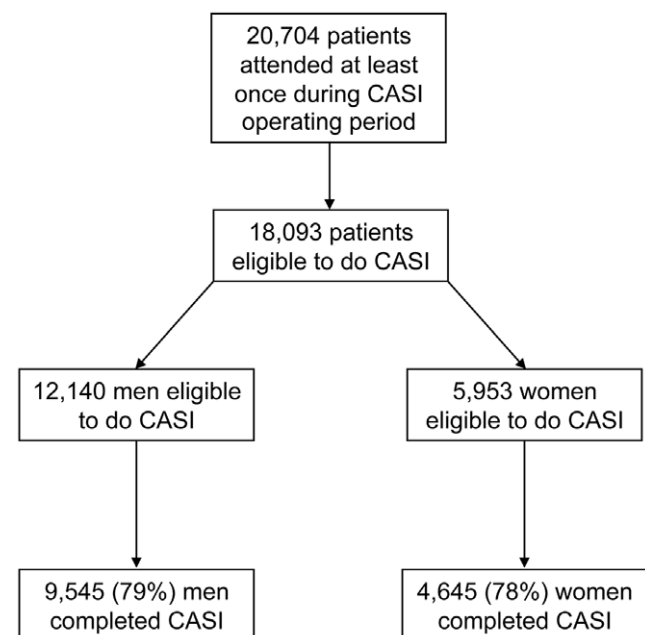 20,704 patients
attended at least
once during CASI
operating period
18,093 patients
eligible to do CASI
12,140 men eligible
to do CASI
5,953 women
eligible to do CASI
9,545 (79%) men
completed CASI
4,645 (78%) women
completed CASI